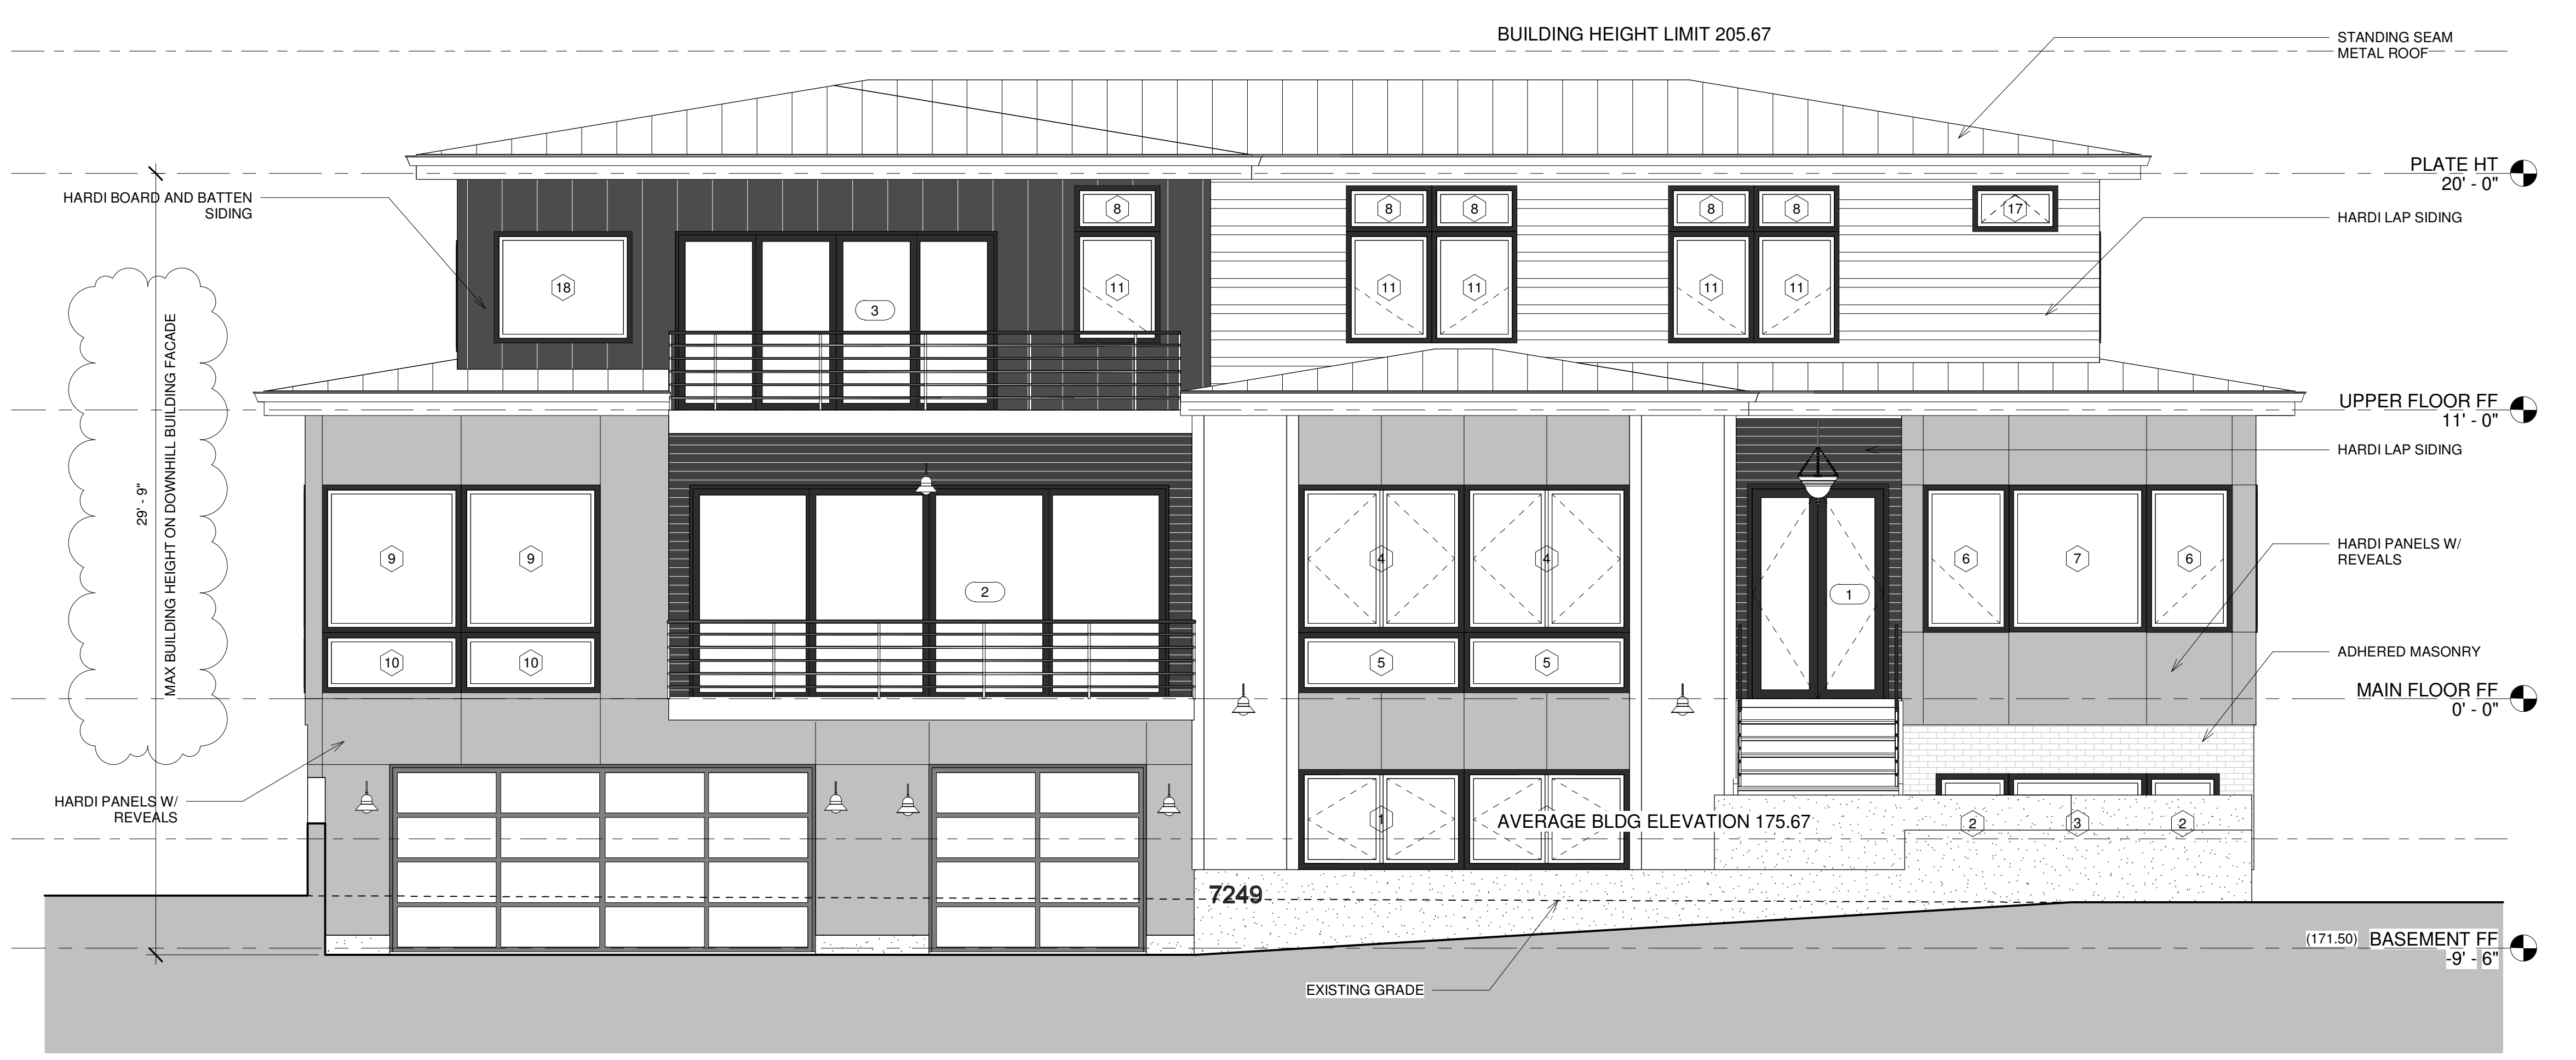 BUILDING HEIGHT LIMIT 205.67
STANDING SEAM
METAL ROOF
PLATE HT
20' - 0"
HARDI BOARD AND BATTEN
SIDING
8
8
8
8
8
17
HARDI LAP SIDING
18
3
11
11
11
11
11
MAX BUILDING HEIGHT ON DOWNHILL BUILDING FACADE
29' - 9"
UPPER FLOOR FF
11' - 0"
HARDI LAP SIDING
9
9
2
4
4
1
6
7
6
HARDI PANELS W/
REVEALS
10
10
5
5
ADHERED MASONRY
MAIN FLOOR FF
0' - 0"
HARDI PANELS W/
REVEALS
1
AVERAGE BLDG ELEVATION 175.67
2
3
2
7249
(171.50)
BASEMENT FF
-9' - 6"
EXISTING GRADE